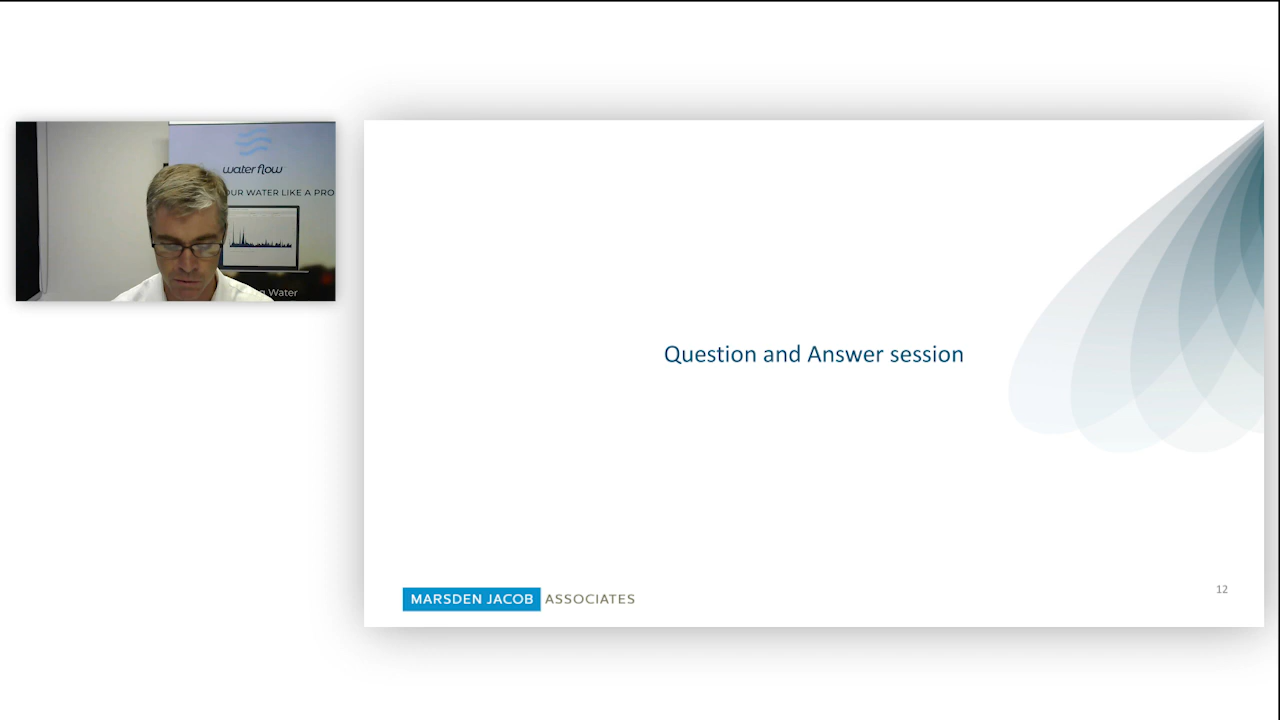 water flow
OUR WATER LIKE A PRO
Water
Question and Answer session
MARSDEN JACOB ASSOCIATES
12